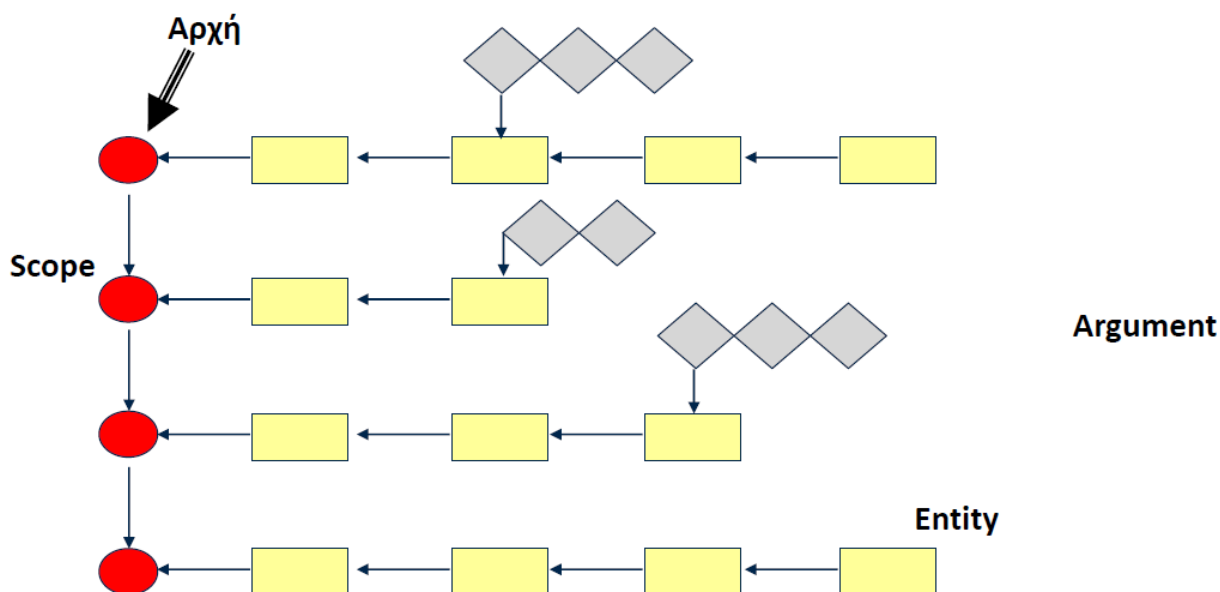 Αρχή
Scope
Argument
Entity